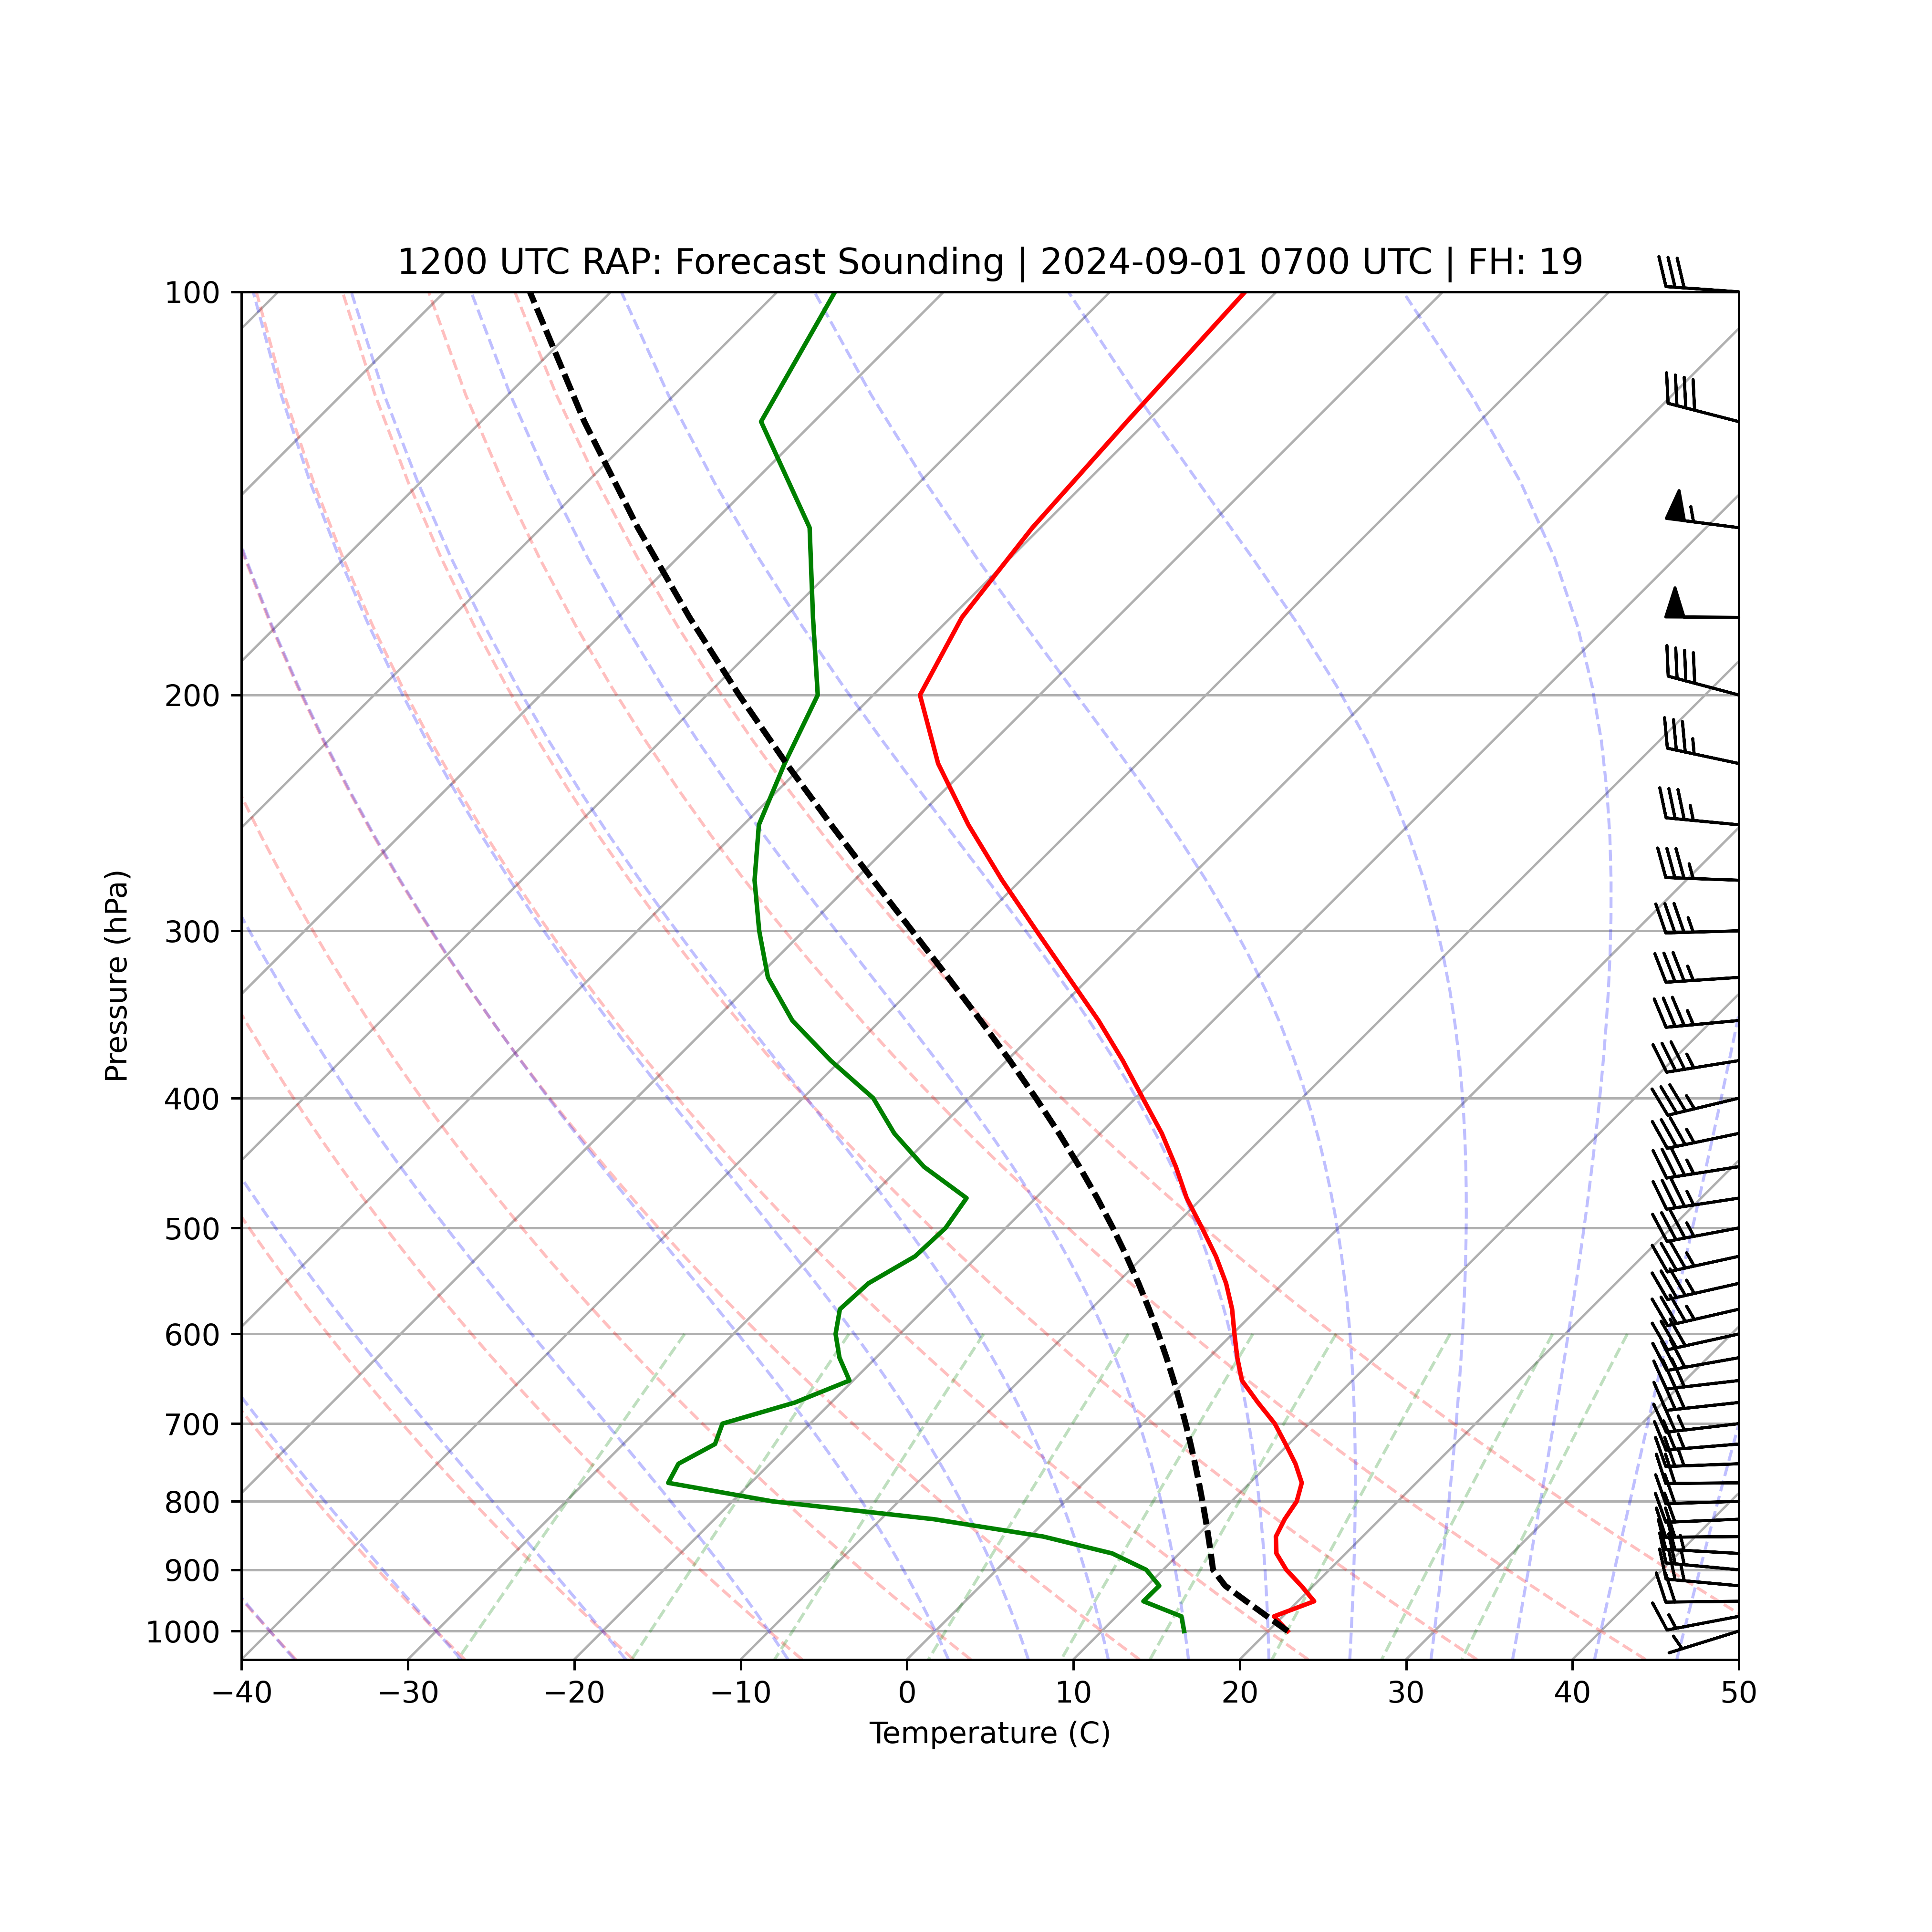 1200 UTC RAP: Forecast Sounding | 2024-09-01 0700 UTC | FH: 19
100
200
300
400
500
600
700
800
900
1000
Pressure (hPa)
−40 −30 −20 −10 0 10 20 30 40 50
Temperature (C)